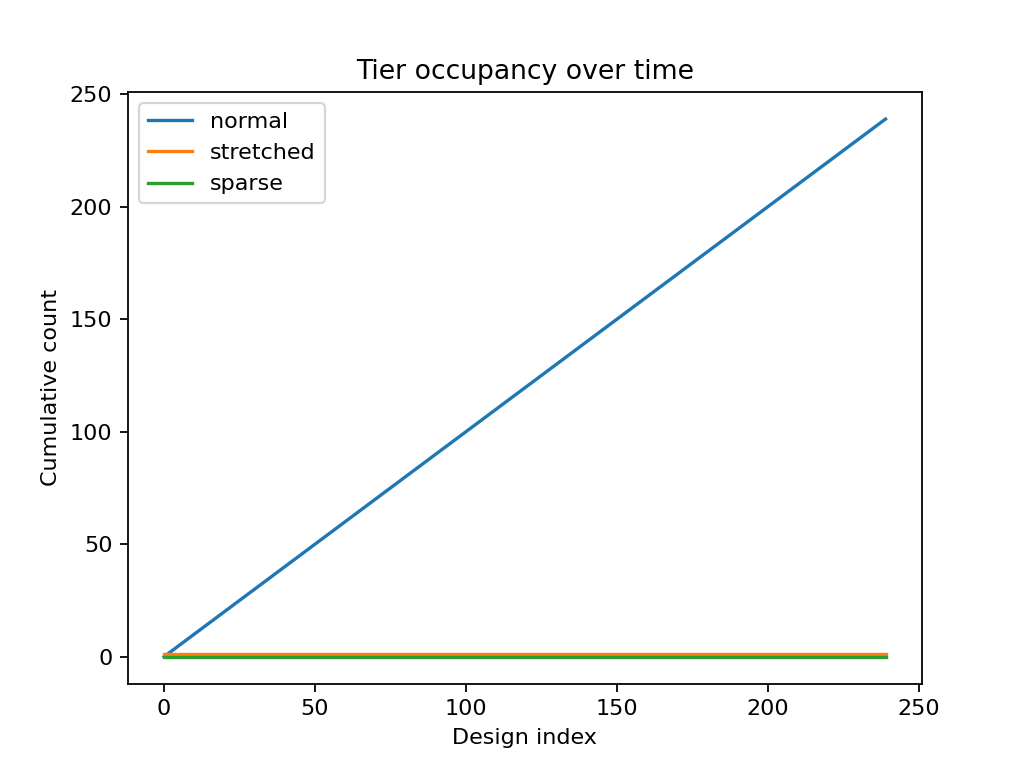 Tier occupancy over time
normal
stretched
sparse
Cumulative count
250
200
150
100
50
0
0 50 100 150 200 250
Design index